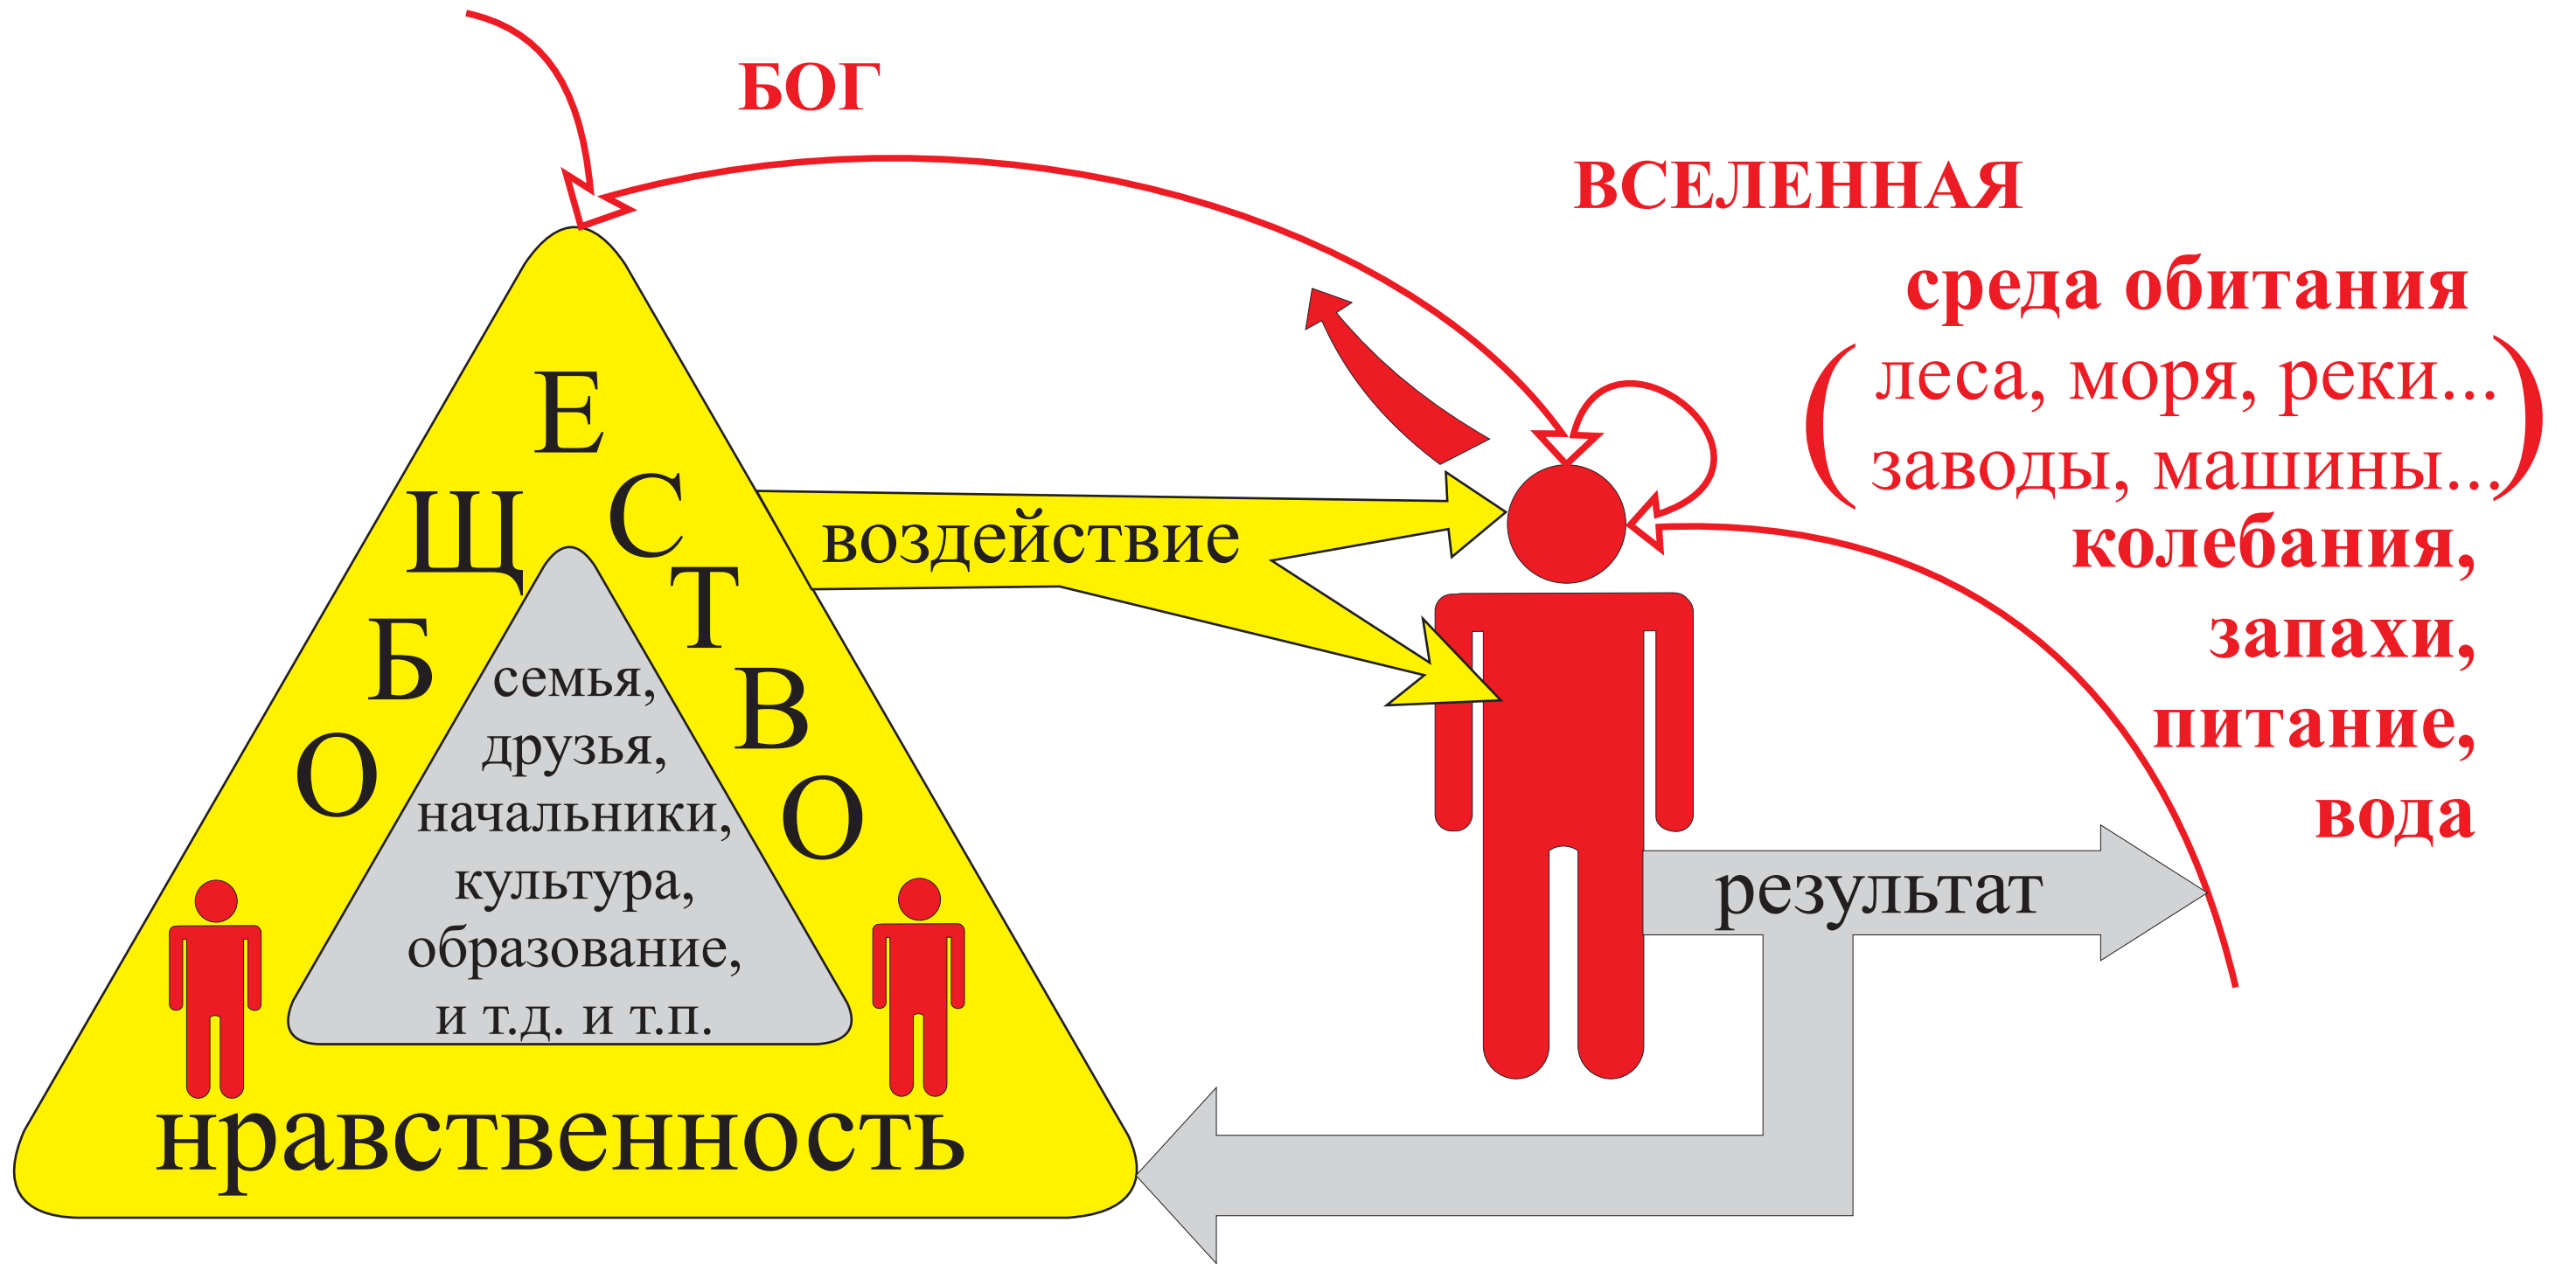 БОГ
ВСЕЛЕННАЯ
среда обитания
(леса, моря, реки...
заводы, машины...)
колебания,
запахи,
питание,
вода
ОБЩЕСТВО
воздействие
семья,
друзья,
начальники,
культура,
образование,
и т.д. и т.п.
результат
нравственность